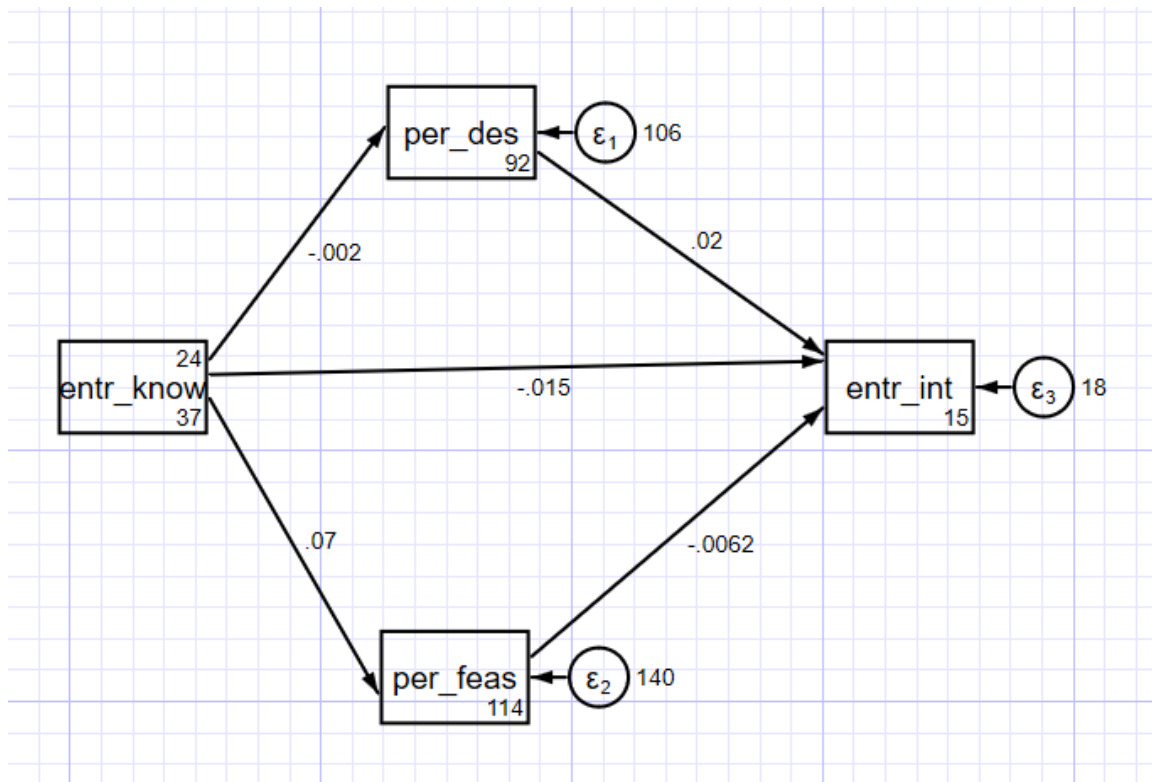 per_des
92
ε1
106
-.002
.02
24
entr_know
37
-.015
entr_int
15
ε3
18
.07
-.0062
per_feas
114
ε2
140